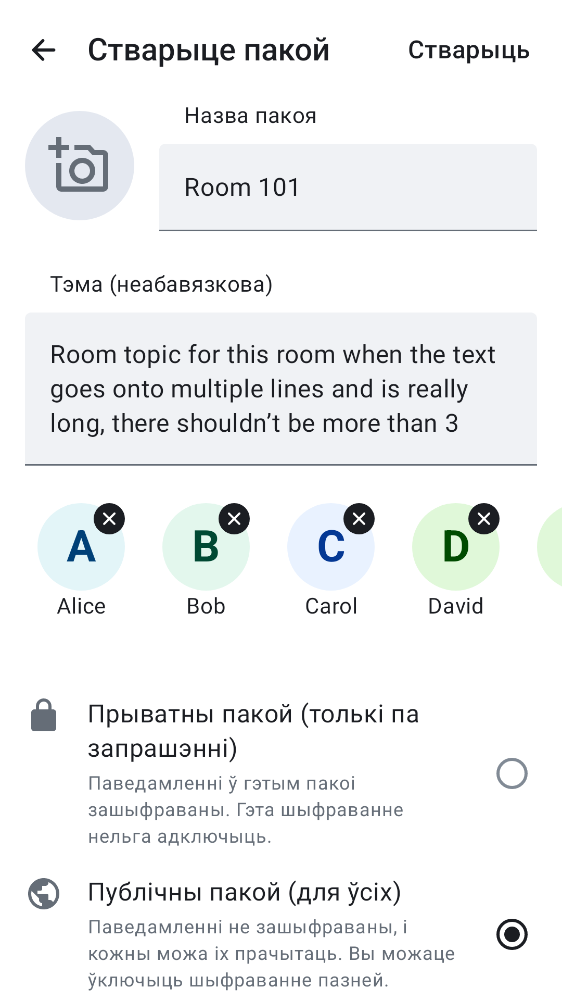 Стварыце пакой
Стварыць
Назва пакоя
Room 101
Тэма (неабавязкова)
Room topic for this room when the text
goes onto multiple lines and is really
long, there shouldn’t be more than 3
A
B
C
D
Alice
Bob
Carol
David
Прыватны пакой (толькі па
запрашэнні)
Паведамленні ў гэтым пакоі
зашыфраваны. Гэта шыфраванне
нельга адключыць.
Публічны пакой (для ўсіх)
Паведамленні не зашыфраваны, і
кожны можа іх прачытаць. Вы можаце
ўключыць шыфраванне пазней.